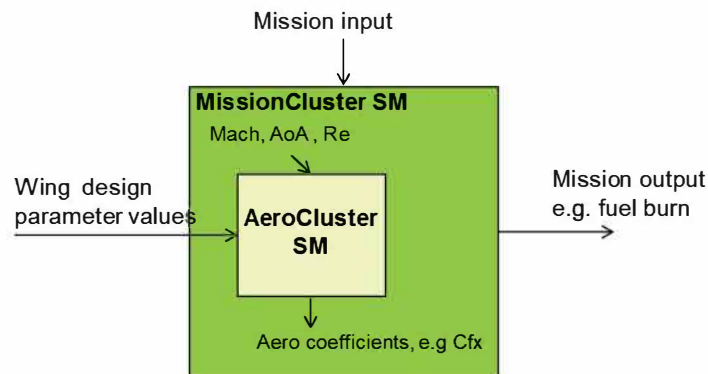 Mission input
MissionCluster SM
Mach, AoA , Re
Wing design
parameter values
AeroCluster
SM
Mission output
e.g. fuel burn
Aero coefficients, e.g Cfx